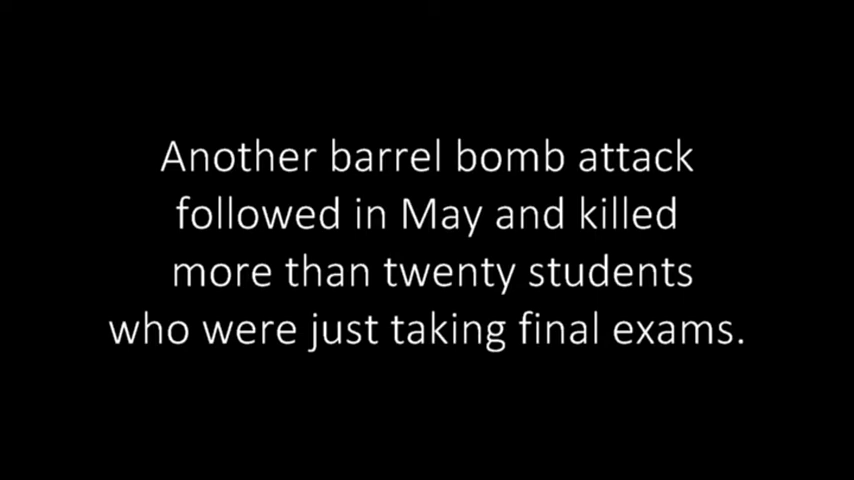 Another barrel bomb attack
followed in May and killed
more than twenty students
who were just taking final exams.